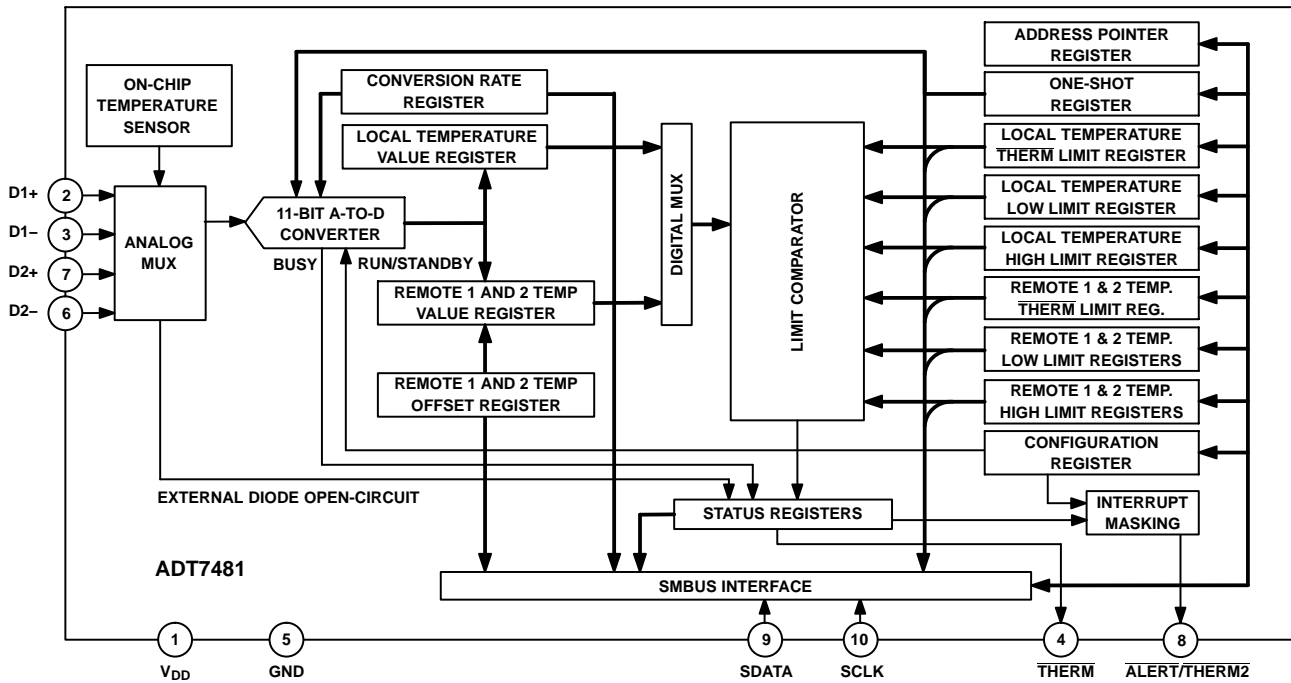 ADDRESS POINTER
REGISTER
ON-CHIP
TEMPERATURE
SENSOR
CONVERSION RATE
REGISTER
ONE-SHOT
REGISTER
LOCAL TEMPERATURE
VALUE REGISTER
LOCAL TEMPERATURE
THERM LIMIT REGISTER
D1+
2
D1–
3
D2+
7
D2–
6
ANALOG
MUX
11-BIT A-TO-D
CONVERTER
BUSY
RUN/STANDBY
DIGITAL MUX
LIMIT COMPARATOR
LOCAL TEMPERATURE
LOW LIMIT REGISTER
LOCAL TEMPERATURE
HIGH LIMIT REGISTER
REMOTE 1 AND 2 TEMP
VALUE REGISTER
REMOTE 1 & 2 TEMP.
THERM LIMIT REG.
REMOTE 1 & 2 TEMP.
LOW LIMIT REGISTERS
REMOTE 1 AND 2 TEMP
OFFSET REGISTER
REMOTE 1 & 2 TEMP.
HIGH LIMIT REGISTERS
CONFIGURATION
REGISTER
EXTERNAL DIODE OPEN-CIRCUIT
STATUS REGISTERS
INTERRUPT
MASKING
ADT7481
SMBUS INTERFACE
1
5
9
10
4
8
VDD
GND
SDATA
SCLK
THERM
ALERT/THERM2